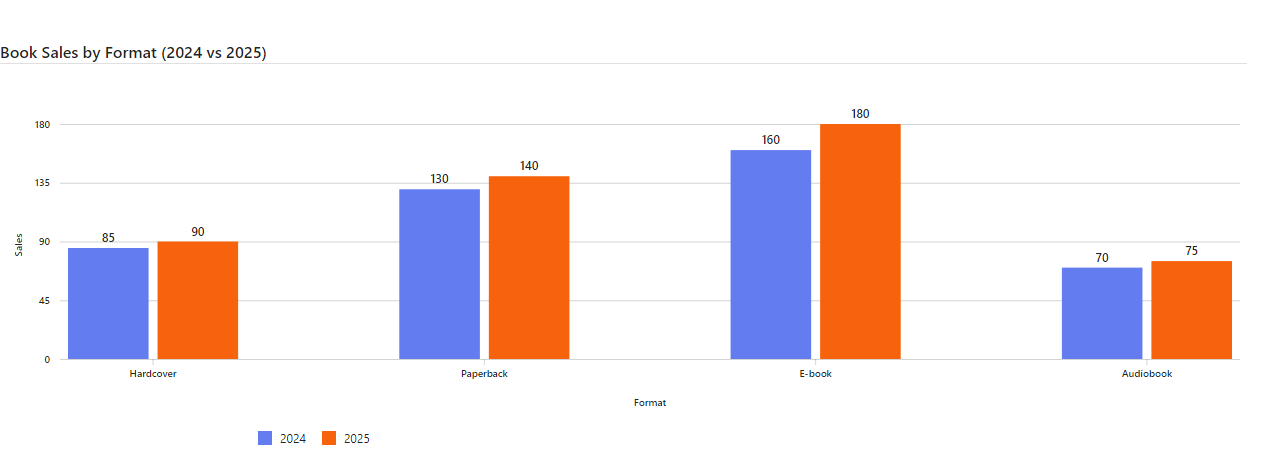 Book Sales by Format (2024 vs 2025)
180
180
160
140
135
130
90
90
85
75
70
45
0
Sales
Hardcover
Paperback
E-book
Audiobook
Format
2024
2025